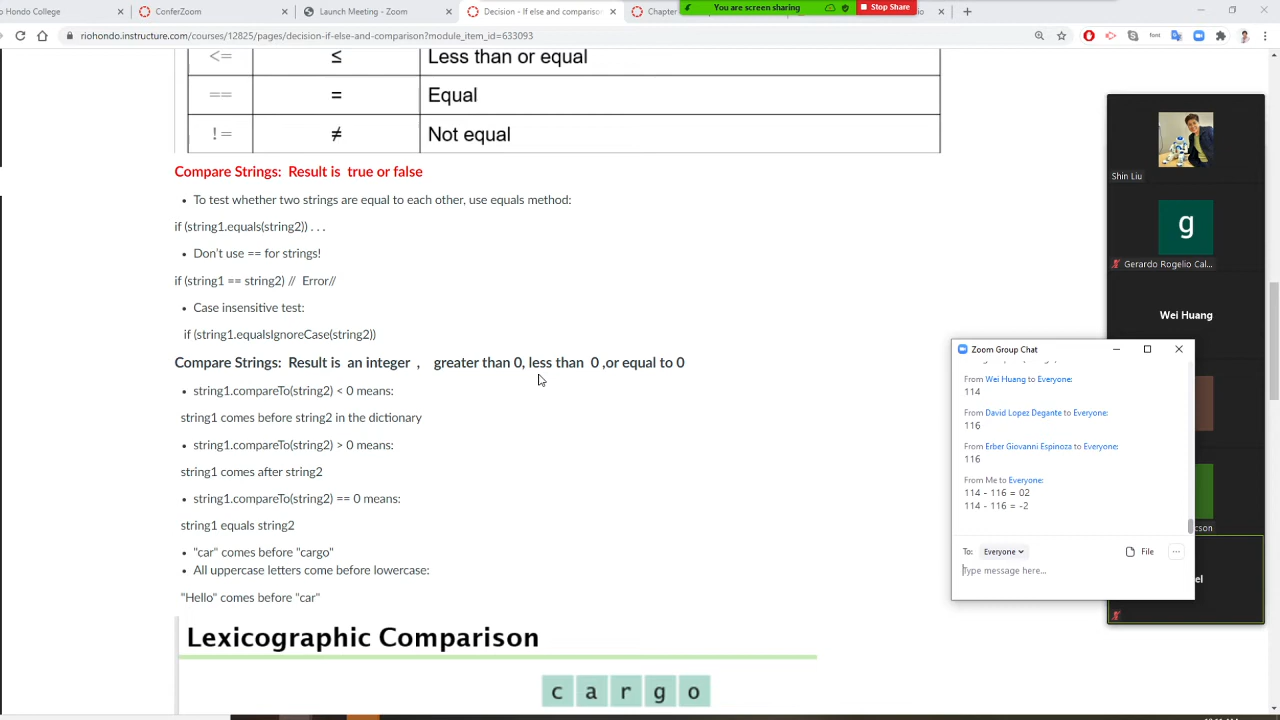 o Hondo College
ConferZoom
Launch Meeting - Zoom
Decision - If else and comparison
Chapter
You are screen sharing
Stop Share
riohondo.instructure.com/courses/12825/pages/decision-if-else-and-comparison?module_item_id=633093
<= ≤ Less than or equal
== = Equal
!= ≠ Not equal
Compare Strings: Result is true or false
• To test whether two strings are equal to each other, use equals method:
if (string1.equals(string2)) . . .
• Don't use == for strings!
if (string1 == string2) // Error//
• Case insensitive test:
if (string1.equalsIgnoreCase(string2))
Compare Strings: Result is an integer , greater than 0, less than 0 ,or equal to 0
• string1.compareTo(string2) < 0 means:
string1 comes before string2 in the dictionary
• string1.compareTo(string2) > 0 means:
string1 comes after string2
• string1.compareTo(string2) == 0 means:
string1 equals string2
• "car" comes before "cargo"
• All uppercase letters come before lowercase:
"Hello" comes before "car"
Lexicographic Comparison
c a r g o
Shin Liu
g
Gerardo Rogelio Cal...
Wei Huang
Zoom Group Chat
From Wei Huang to Everyone:
114
From David Lopez Degante to Everyone:
116
From Erber Giovanni Espinoza to Everyone:
116
From Me to Everyone:
114 - 116 = 02
114 - 116 = -2
To: Everyone
File
Type message here...